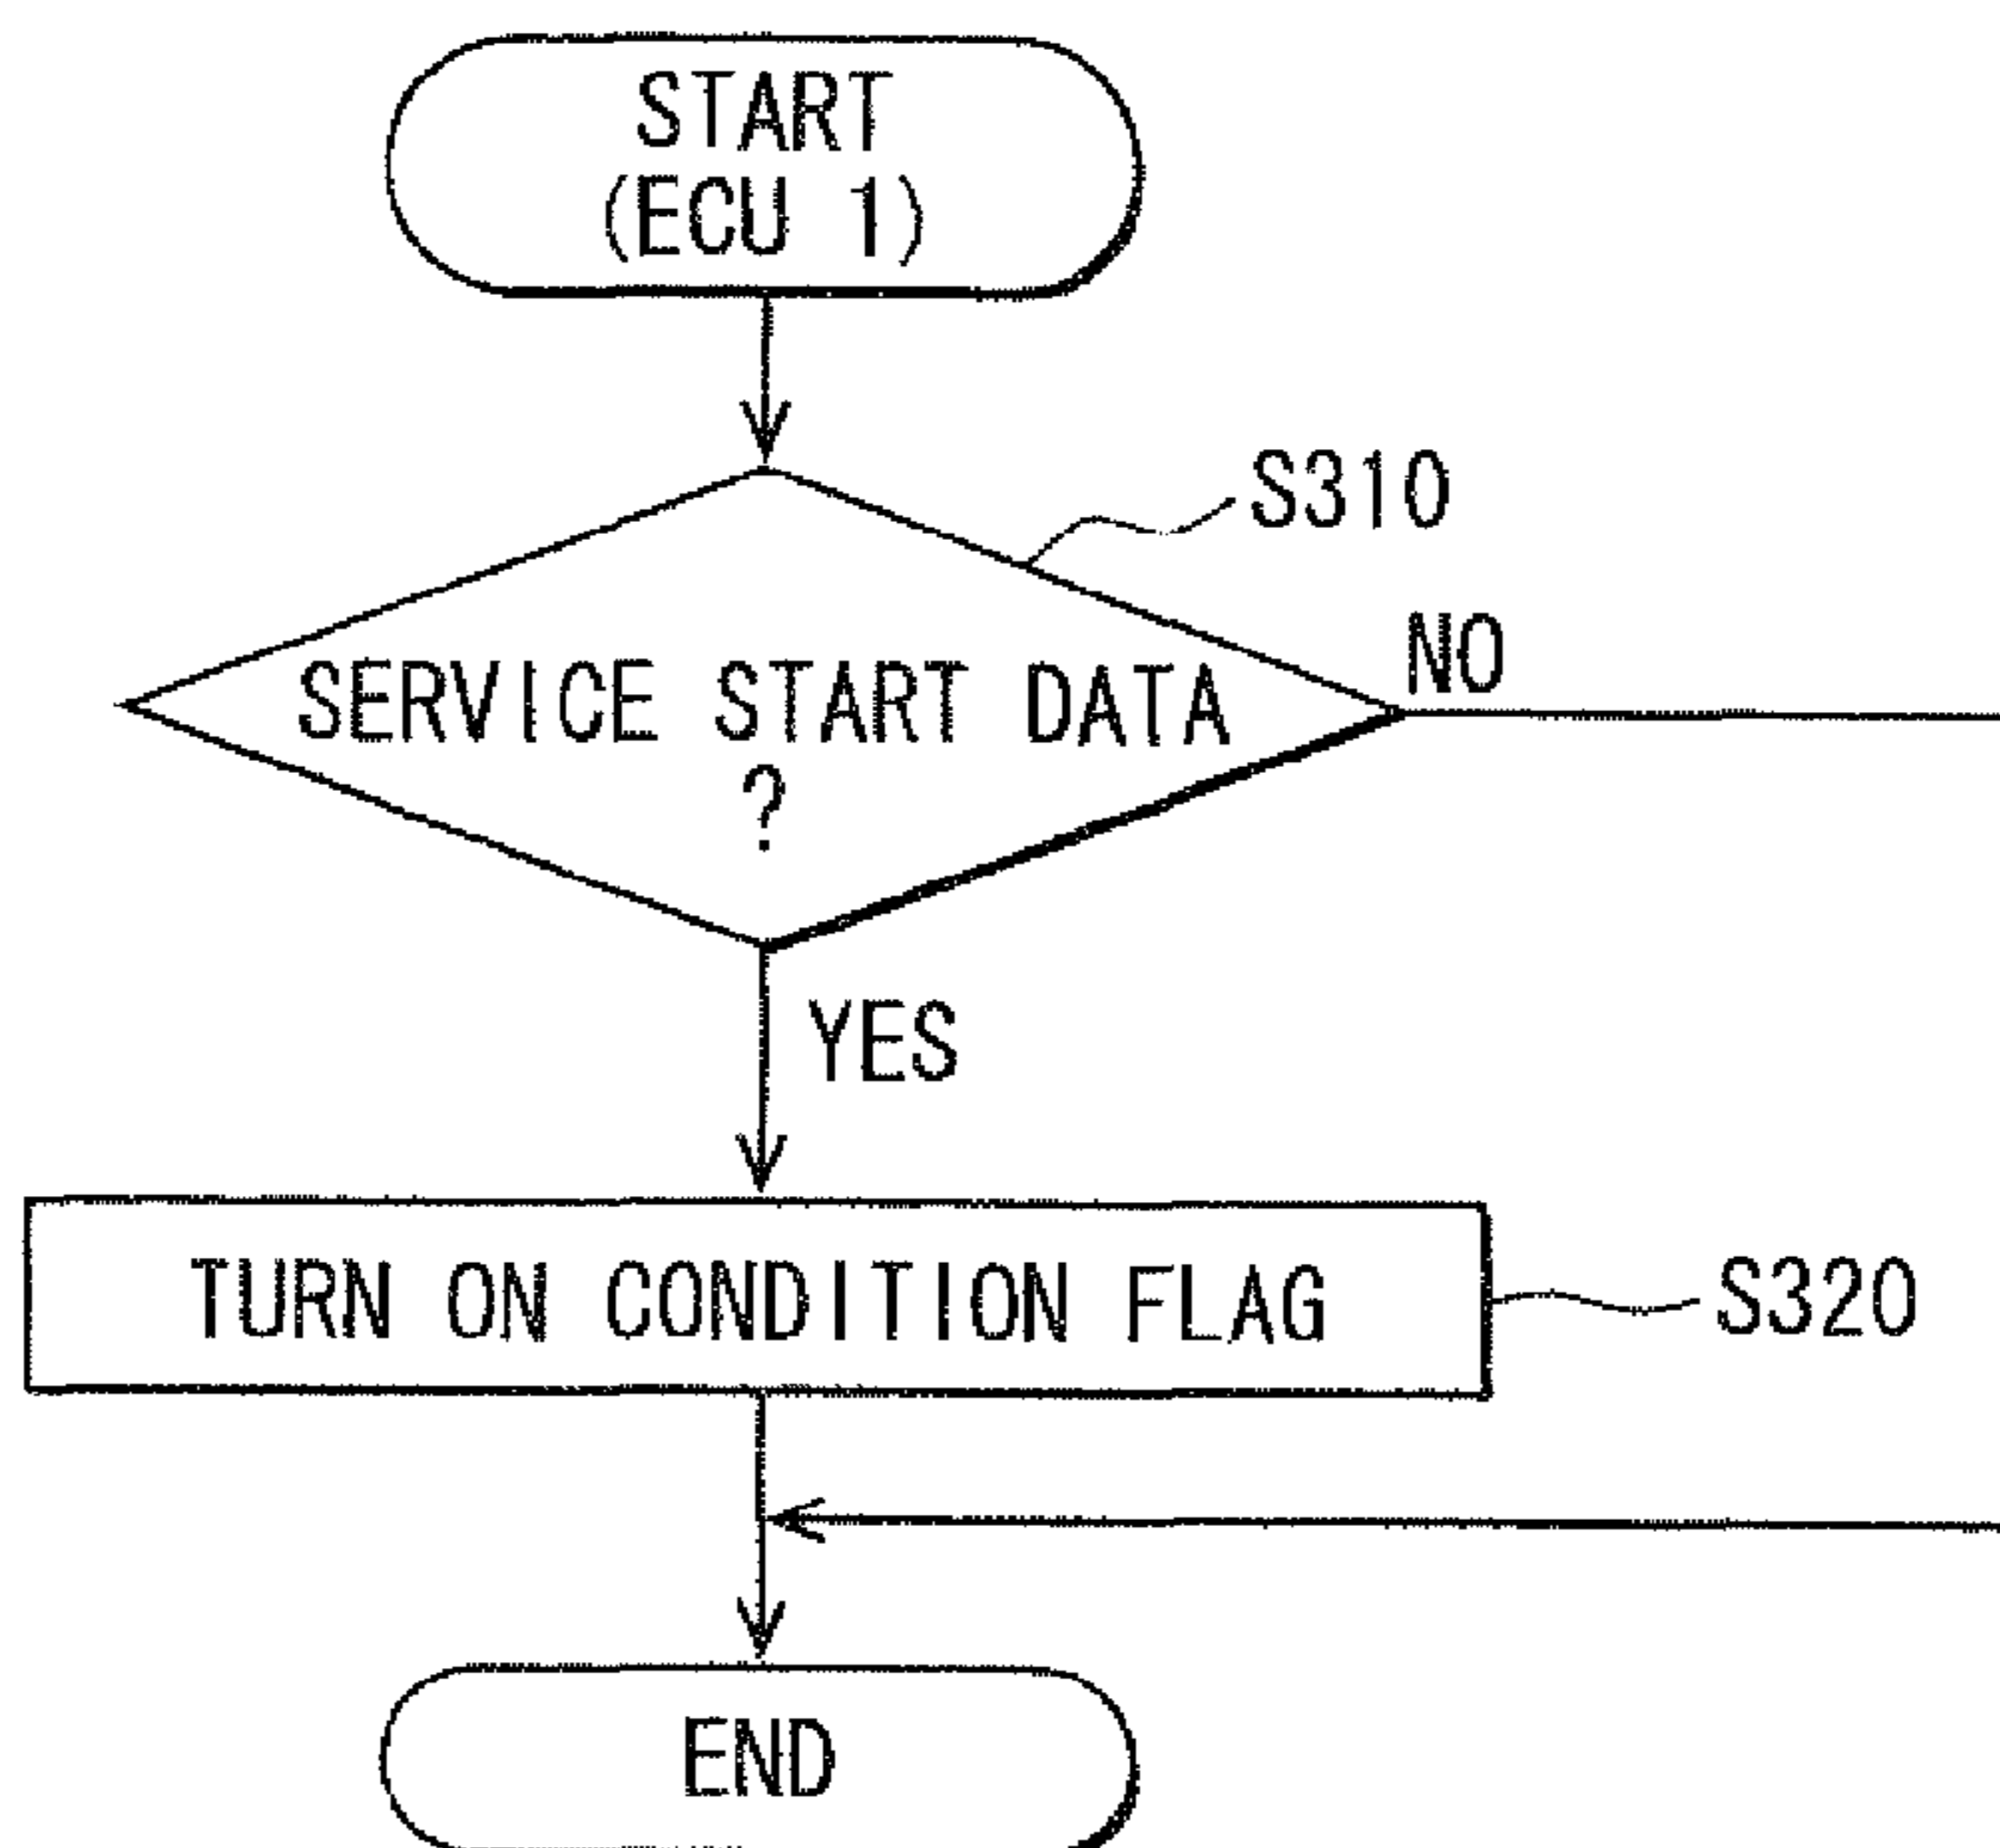 START
(ECU 1)
S310
NO
SERVICE START DATA
?
YES
TURN ON CONDITION FLAG
S320
END